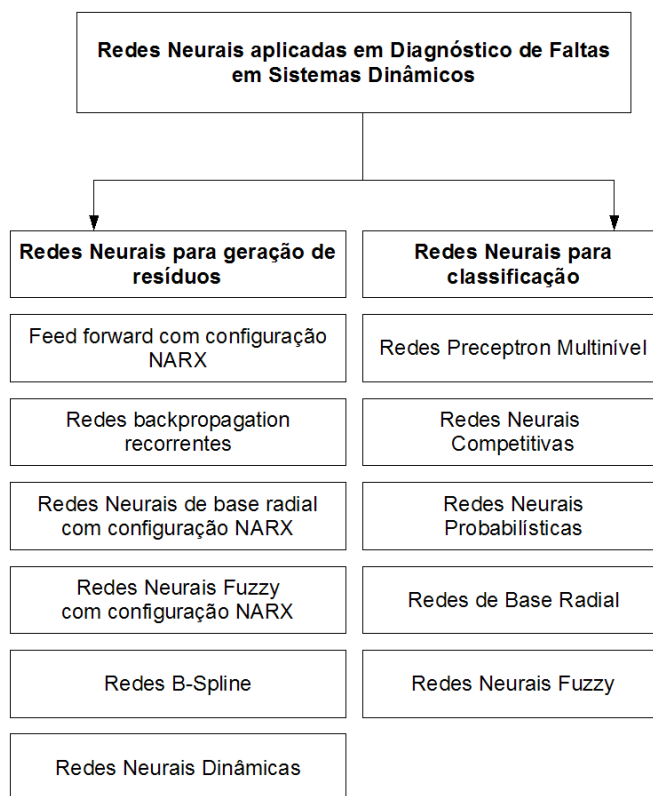 Redes Neurais aplicadas em Diagnóstico de Faltas
em Sistemas Dinâmicos
Redes Neurais para geração de
resíduos
Feed forward com configuração
NARX
Redes backpropagation
recorrentes
Redes Neurais de base radial
com configuração NARX
Redes Neurais Fuzzy
com configuração NARX
Redes B-Spline
Redes Neurais Dinâmicas
Redes Neurais para
classificação
Redes Preceptron Multinível
Redes Neurais
Competitivas
Redes Neurais
Probabilísticas
Redes de Base Radial
Redes Neurais Fuzzy